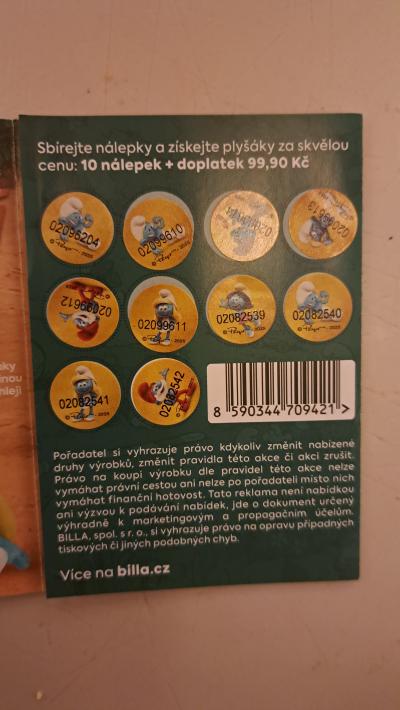 Sbírejte nálepky a získejte plyšáky za skvělou
cenu: 10 nálepek + doplatek 99,90 Kč
02096204
02099610
02099613
02099612
02099611
02082539
02082540
02082541
02082542
8 590344 709421 >
Pořadatel si vyhrazuje právo kdykoliv změnit nabízené
druhy výrobků, změnit pravidla této akce či akci zrušit.
Právo na koupi výrobku dle pravidel této akce nelze
vymáhat právní cestou ani nelze po pořadateli místo nich
vymáhat finanční hotovost. Tato reklama není nabídkou
ani výzvou k podávání nabídek, jde o dokument určený
výhradně k marketingovým a propagačním účelům.
BILLA, spol. s r. o., si vyhrazuje právo na opravu případných
tiskových či jiných podobných chyb.
Více na billa.cz